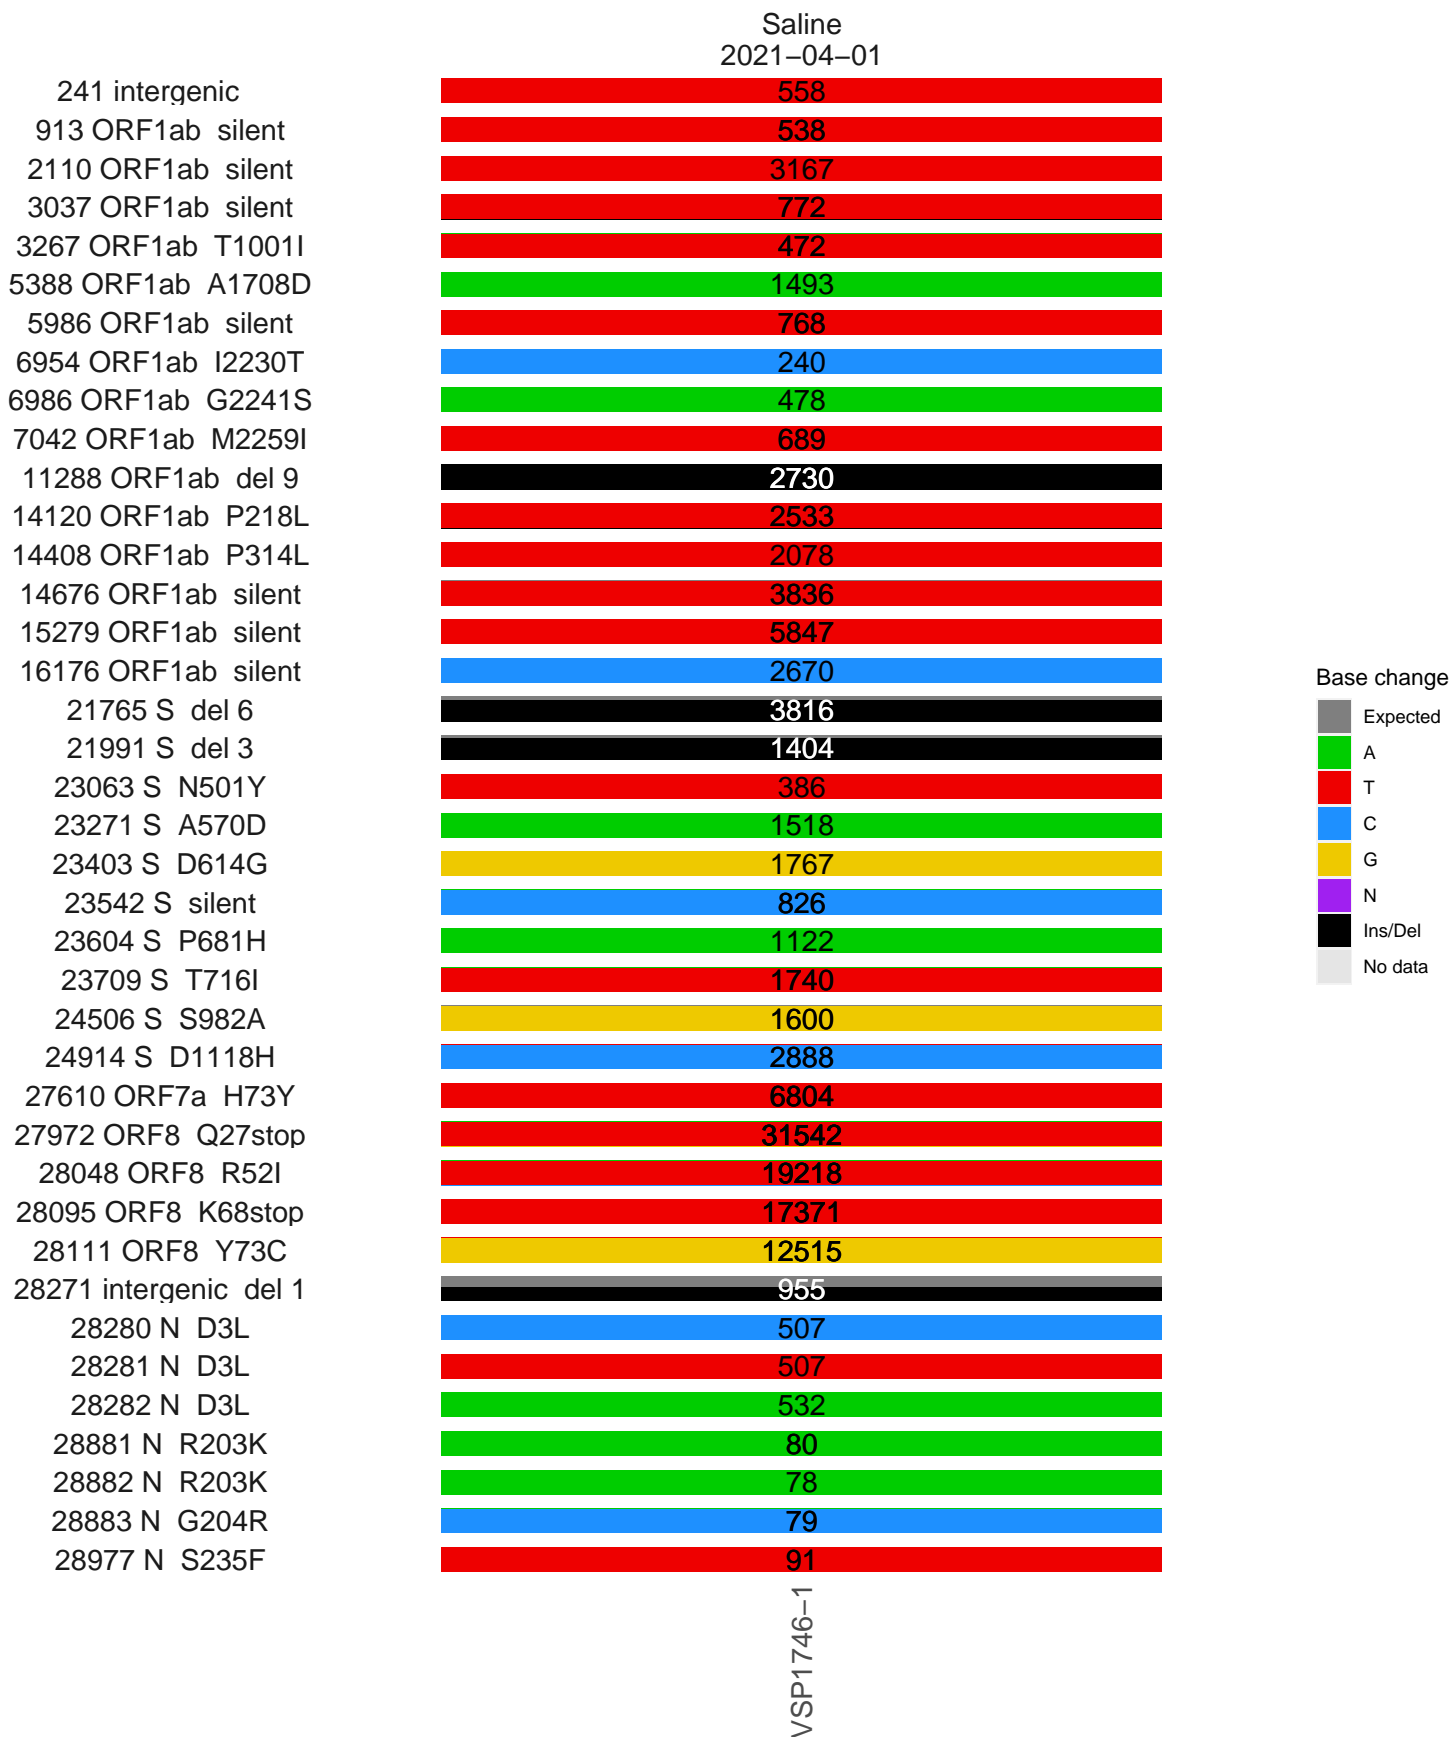 Saline
2021−04−01
241 intergenic 558
913 ORF1ab silent 538
2110 ORF1ab silent 3167
3037 ORF1ab silent 772
3267 ORF1ab T1001I 472
5388 ORF1ab A1708D 1493
5986 ORF1ab silent 768
6954 ORF1ab I2230T 240
6986 ORF1ab G2241S 478
7042 ORF1ab M2259I 689
11288 ORF1ab del 9 2730
14120 ORF1ab P218L 2533
14408 ORF1ab P314L 2078
14676 ORF1ab silent 3836
15279 ORF1ab silent 5847
16176 ORF1ab silent 2670
21765 S del 6 3816
21991 S del 3 1404
23063 S N501Y 386
23271 S A570D 1518
23403 S D614G 1767
23542 S silent 826
23604 S P681H 1122
23709 S T716I 1740
24506 S S982A 1600
24914 S D1118H 2888
27610 ORF7a H73Y 6804
27972 ORF8 Q27stop 31542
28048 ORF8 R52I 19218
28095 ORF8 K68stop 17371
28111 ORF8 Y73C 12515
28271 intergenic del 1 955
28280 N D3L 507
28281 N D3L 507
28282 N D3L 532
28881 N R203K 80
28882 N R203K 78
28883 N G204R 79
28977 N S235F 91
VSP1746−1
Base change
Expected
A
T
C
G
N
Ins/Del
No data